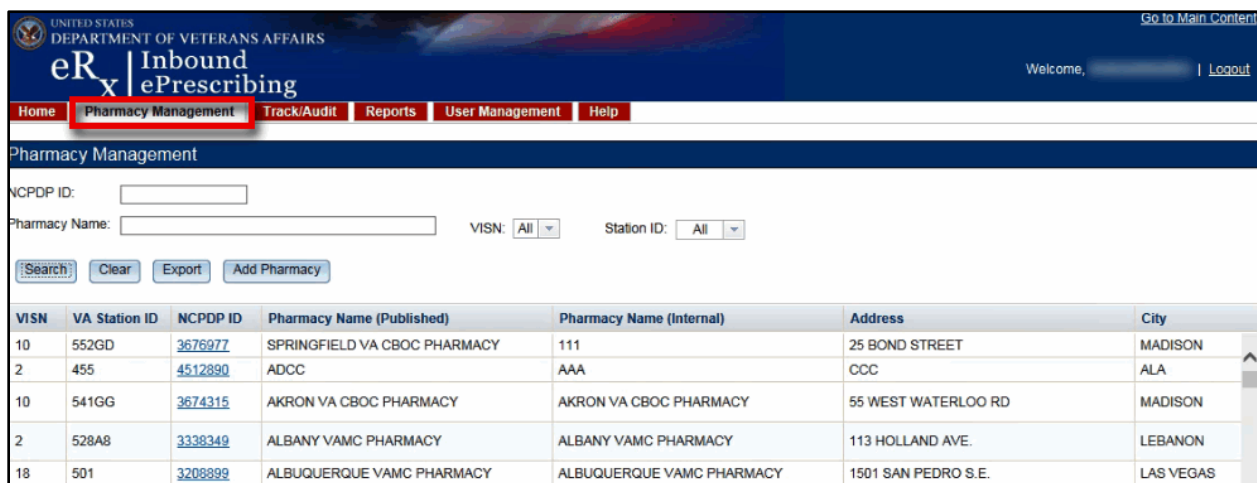 Go to Main Content
UNITED STATES
DEPARTMENT OF VETERANS AFFAIRS
eRx Inbound
ePrescribing
Welcome, | Logout
Home Pharmacy Management Track/Audit Reports User Management Help
Pharmacy Management
NCPDP ID:
Pharmacy Name: VISN: All Station ID: All
Search Clear Export Add Pharmacy
VISN VA Station ID NCPDP ID Pharmacy Name (Published) Pharmacy Name (Internal) Address City
10 552GD 3676977 SPRINGFIELD VA CBOC PHARMACY 111 25 BOND STREET MADISON
2 455 4512890 ADCC AAA CCC ALA
10 541GG 3674315 AKRON VA CBOC PHARMACY AKRON VA CBOC PHARMACY 55 WEST WATERLOO RD MADISON
2 528A8 3338349 ALBANY VAMC PHARMACY ALBANY VAMC PHARMACY 113 HOLLAND AVE. LEBANON
18 501 3208899 ALBUQUERQUE VAMC PHARMACY ALBUQUERQUE VAMC PHARMACY 1501 SAN PEDRO S.E. LAS VEGAS